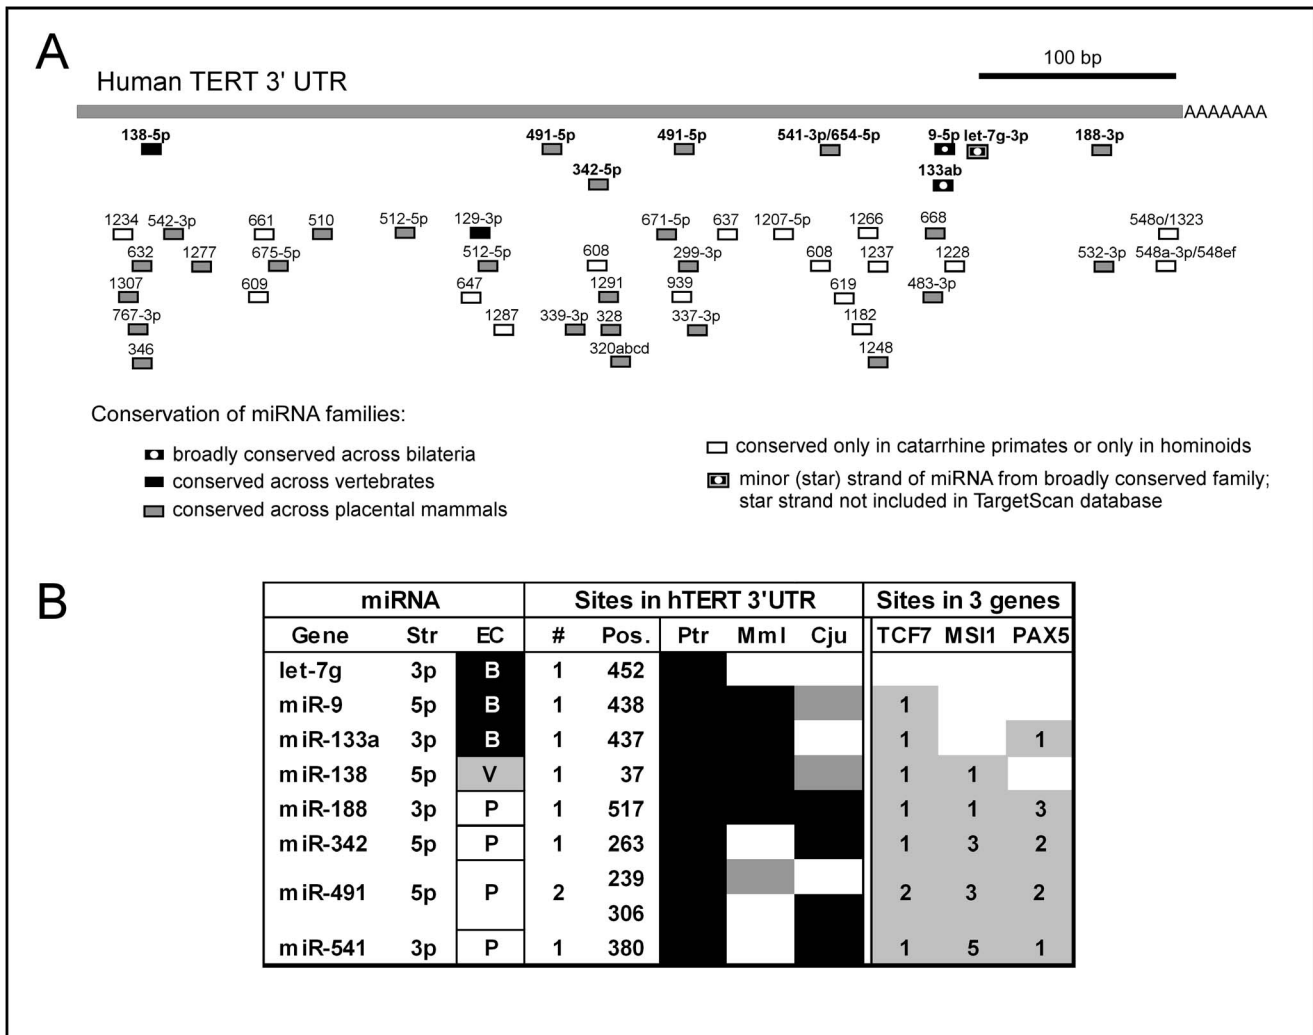 A
Human TERT 3' UTR
100 bp
AAAAAAA
138-5p 491-5p 491-5p 541-3p/654-5p 9-5p let-7g-3p 188-3p
342-5p 133ab
1234 542-3p 661 510 512-5p 129-3p 671-5p 637 1207-5p 1266 668 548o/1323
632 1277 675-5p 512-5p 608 299-3p 608 1237 1228 532-3p 548a-3p/548ef
1307 609 647 1291 939 619 483-3p
767-3p 1287 339-3p 328 337-3p 1182
346 320abcd 1248
Conservation of miRNA families:
broadly conserved across bilateria
conserved across vertebrates
conserved across placental mammals
conserved only in catarrhine primates or only in hominoids
minor (star) strand of miRNA from broadly conserved family;
star strand not included in TargetScan database
B
miRNA Sites in hTERT 3'UTR Sites in 3 genes
Gene Str EC # Pos. Ptr Mml Cju TCF7 MSI1 PAX5
let-7g 3p B 1 452
miR-9 5p B 1 438 1
miR-133a 3p B 1 437 1 1
miR-138 5p V 1 37 1 1
miR-188 3p P 1 517 1 1 3
miR-342 5p P 1 263 1 3 2
239
miR-491 5p P 2 2 3 2
306
miR-541 3p P 1 380 1 5 1